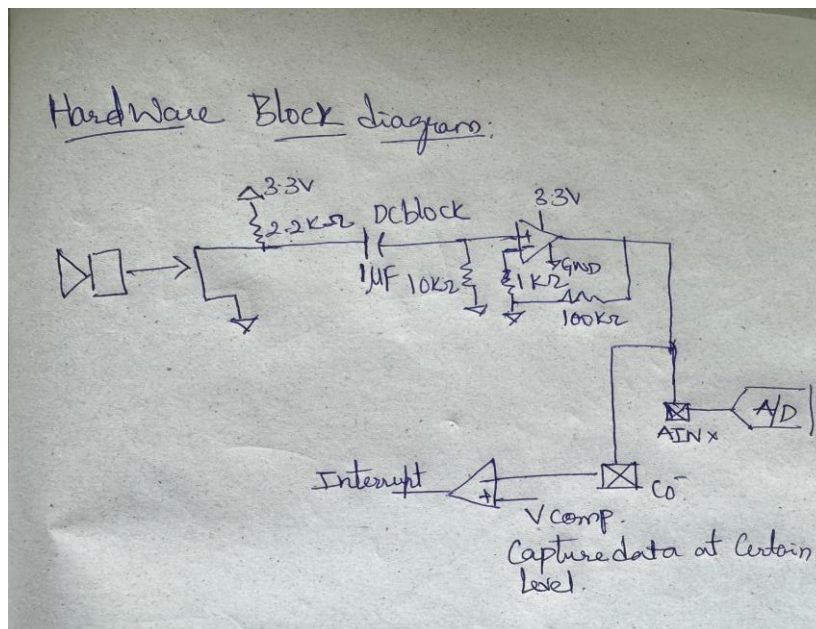 HardWare Block diagram:
3.3V
2.2KΩ
DCblock
1μF
10KΩ
3.3V
+
-
GND
1KΩ
100KΩ
A/D
AINx
Interrupt
-
+
C0-
Vcomp.
Capture data at Certain
Level.